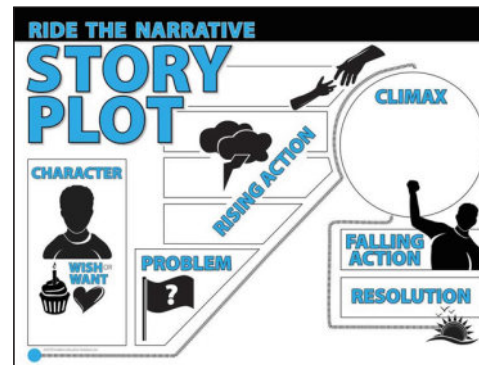 RIDE THE NARRATIVE
STORY
PLOT
CLIMAX
RISING ACTION
CHARACTER
WISH OR
WANT
PROBLEM
?
FALLING
ACTION
RESOLUTION